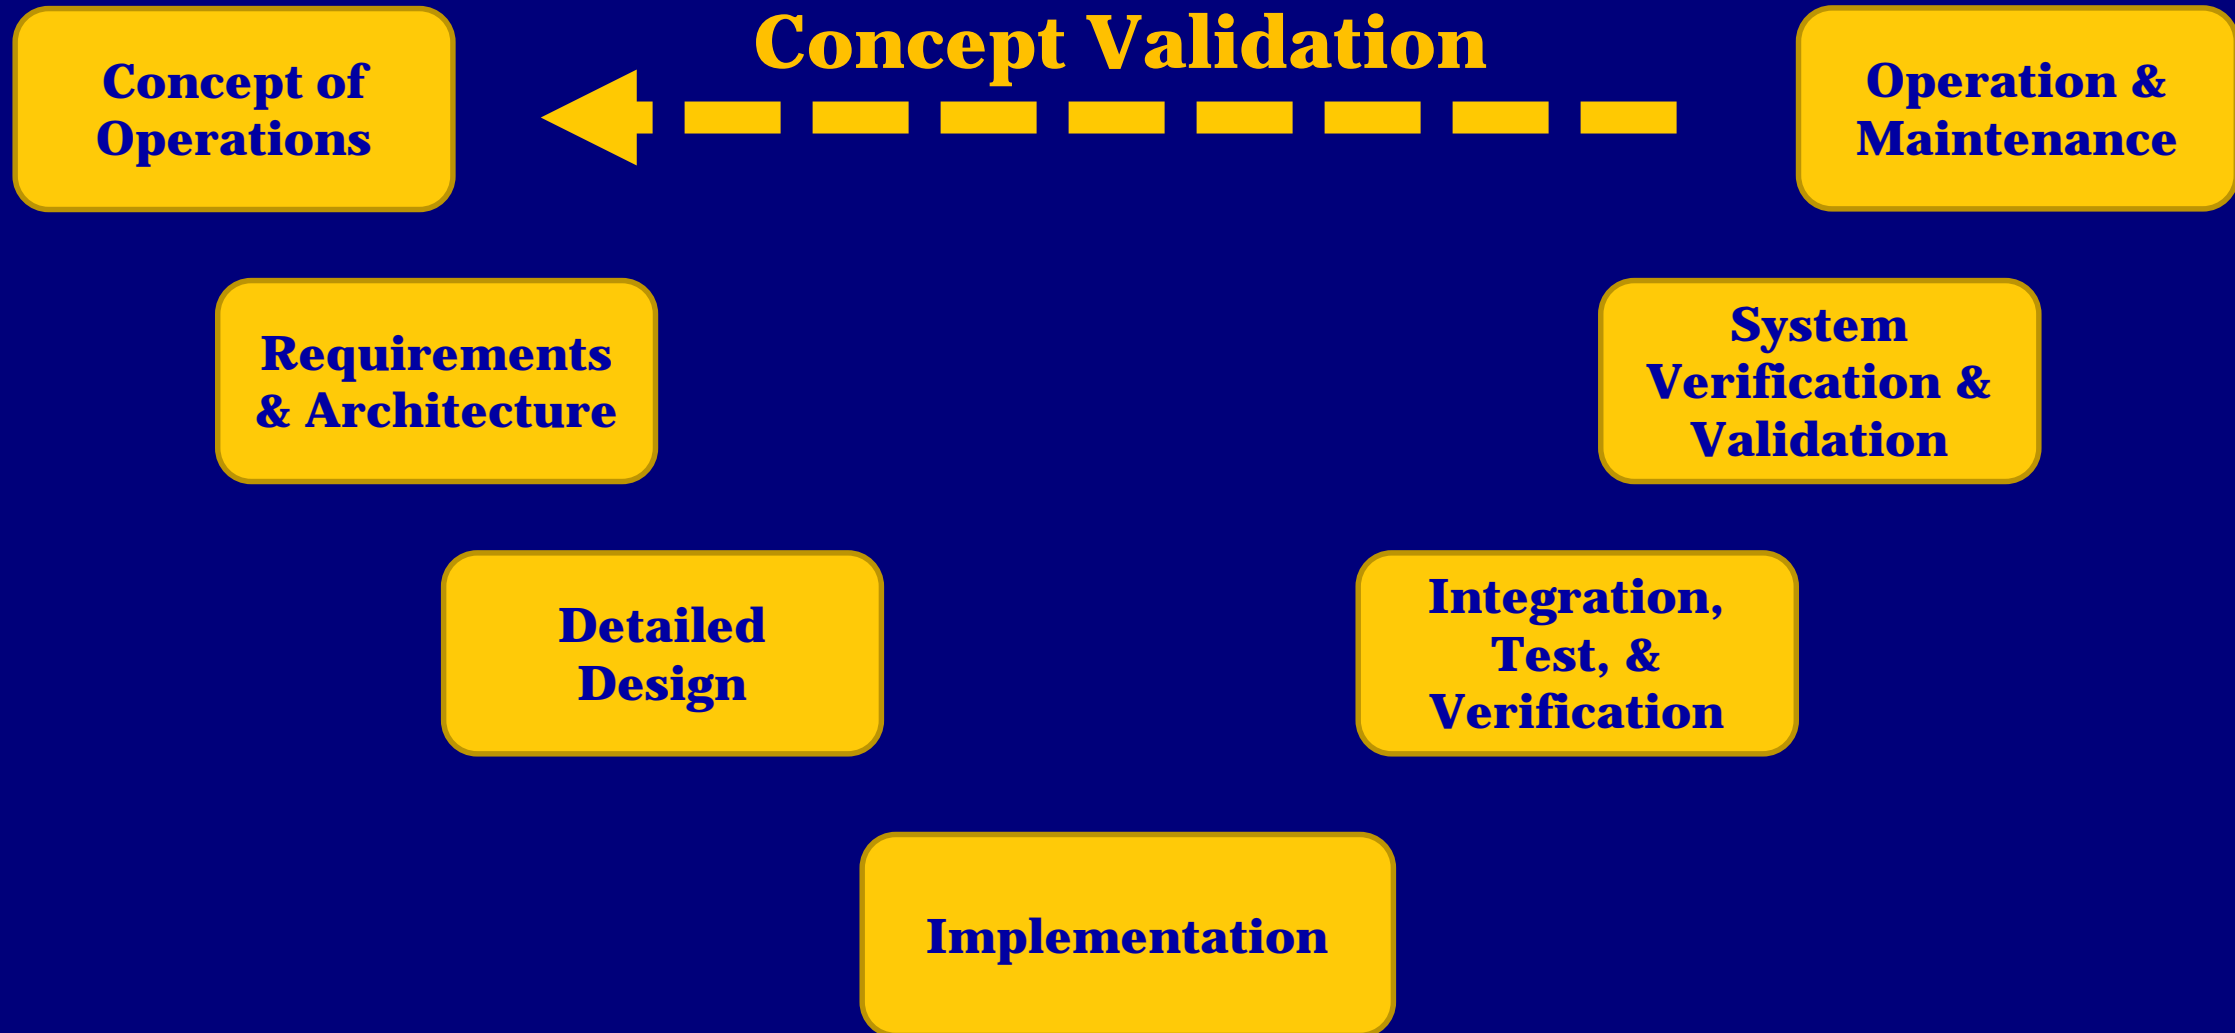 Concept of
Operations
Concept Validation
Operation &
Maintenance
Requirements
& Architecture
System
Verification &
Validation
Detailed
Design
Integration,
Test, &
Verification
Implementation